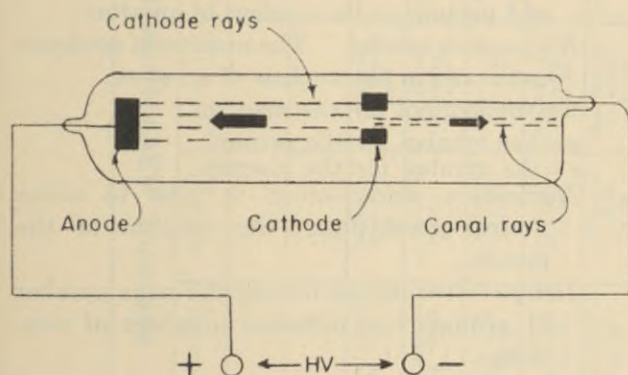 Cathode rays
Anode
Cathode
Canal rays
+ HV −